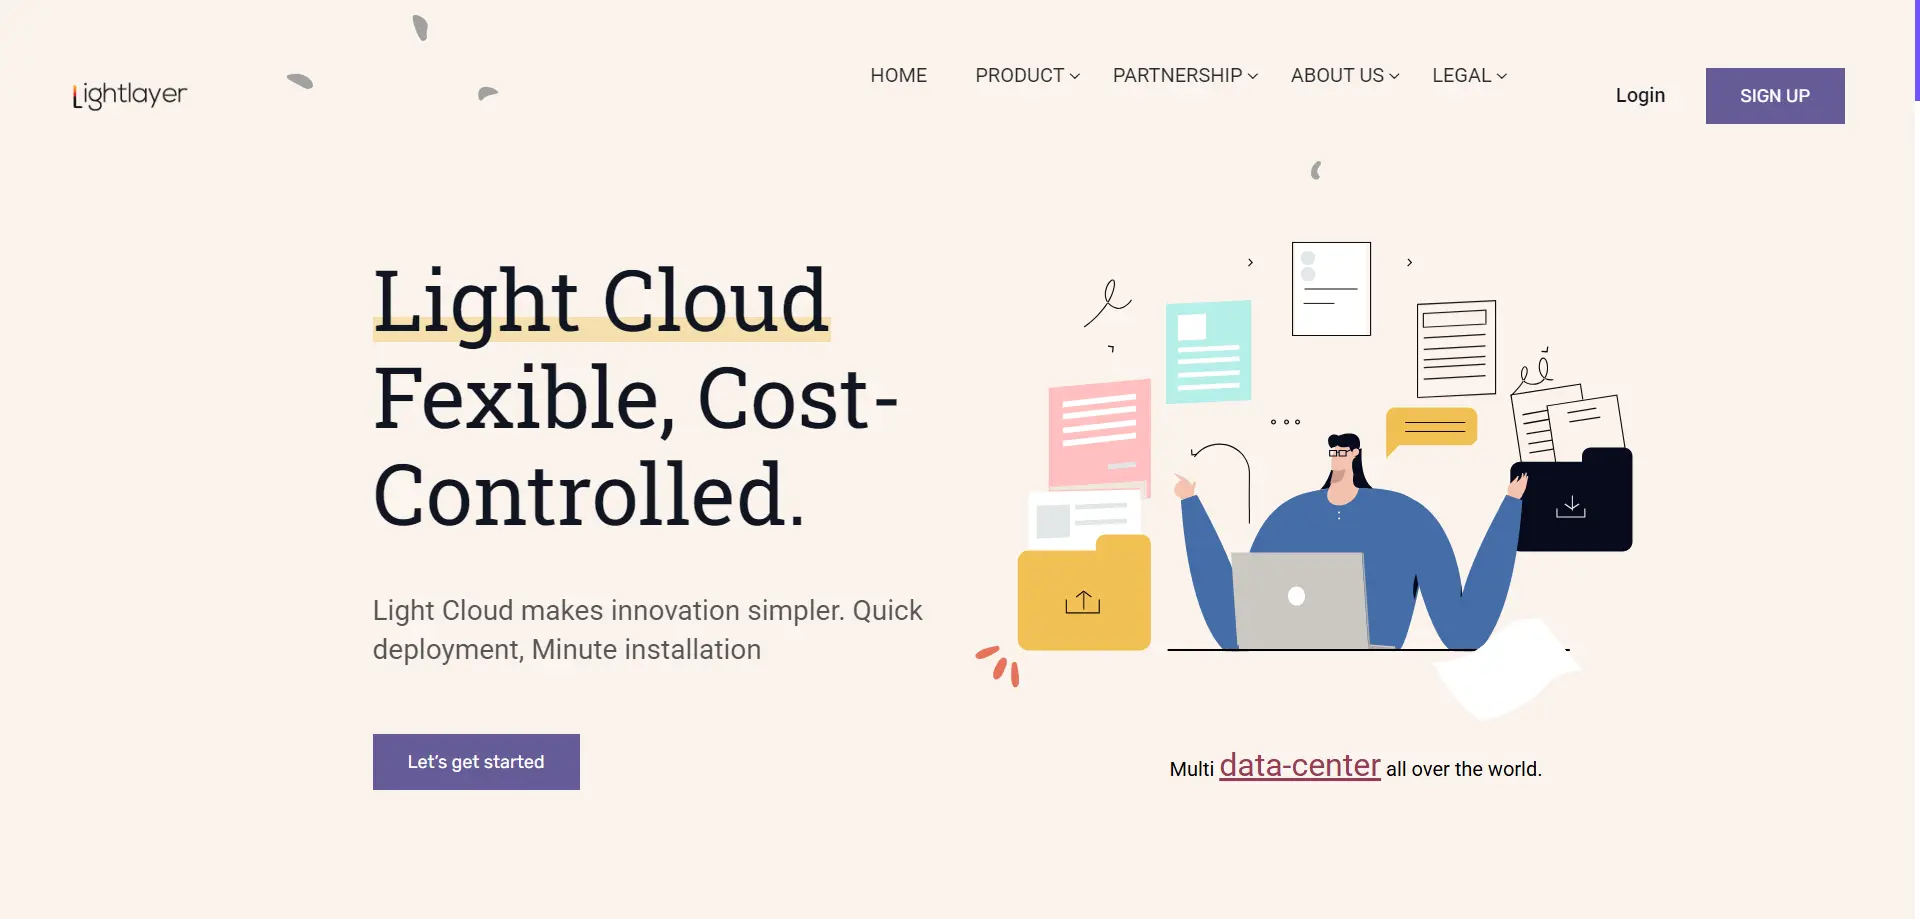 Lightlayer
HOME PRODUCT PARTNERSHIP ABOUT US LEGAL
Login
SIGN UP
Light Cloud
Fexible, Cost-
Controlled.
Light Cloud makes innovation simpler. Quick
deployment, Minute installation
Let's get started
Multi data-center all over the world.